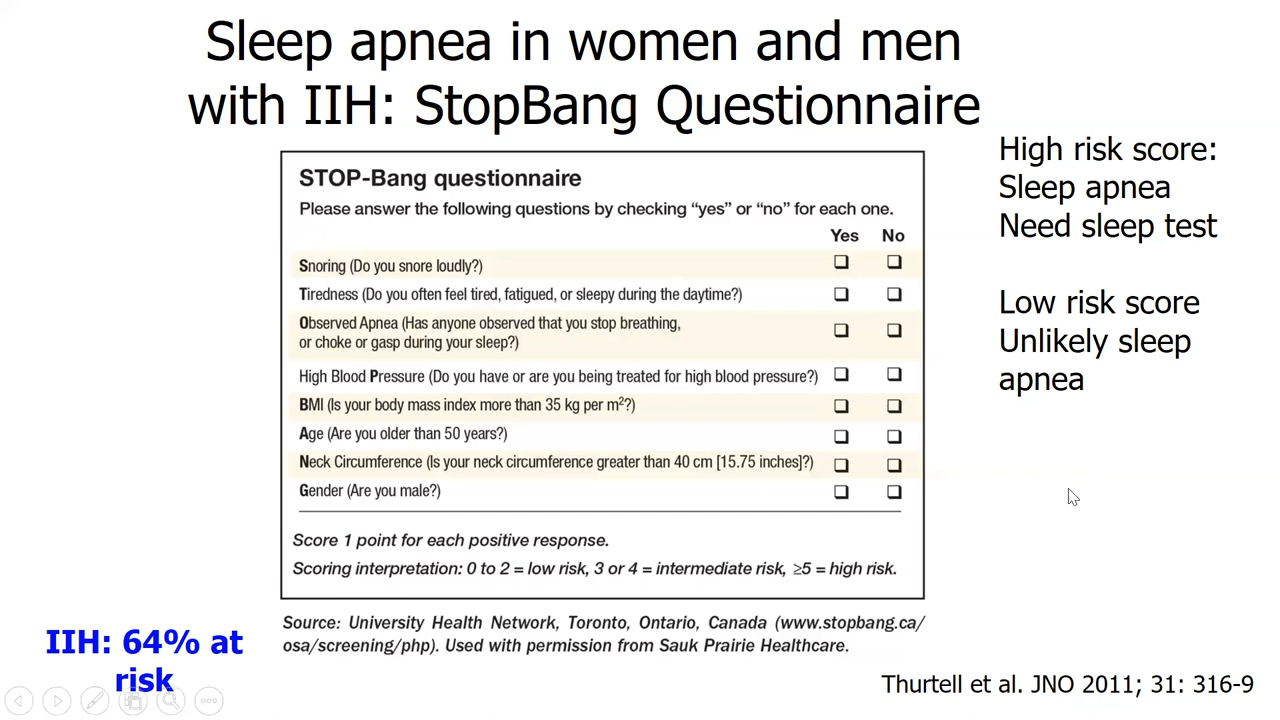 Sleep apnea in women and men
with IIH: StopBang Questionnaire
STOP-Bang questionnaire
Please answer the following questions by checking “yes” or “no” for each one.
Yes No
Snoring (Do you snore loudly?)
Tiredness (Do you often feel tired, fatigued, or sleepy during the daytime?)
Observed Apnea (Has anyone observed that you stop breathing,
or choke or gasp during your sleep?)
High Blood Pressure (Do you have or are you being treated for high blood pressure?)
BMI (Is your body mass index more than 35 kg per m²?)
Age (Are you older than 50 years?)
Neck Circumference (Is your neck circumference greater than 40 cm [15.75 inches]?)
Gender (Are you male?)
Score 1 point for each positive response.
Scoring interpretation: 0 to 2 = low risk, 3 or 4 = intermediate risk, ≥5 = high risk.
Source: University Health Network, Toronto, Ontario, Canada (www.stopbang.ca/
osa/screening/php). Used with permission from Sauk Prairie Healthcare.
High risk score:
Sleep apnea
Need sleep test
Low risk score
Unlikely sleep
apnea
IIH: 64% at
risk
Thurtell et al. JNO 2011; 31: 316-9